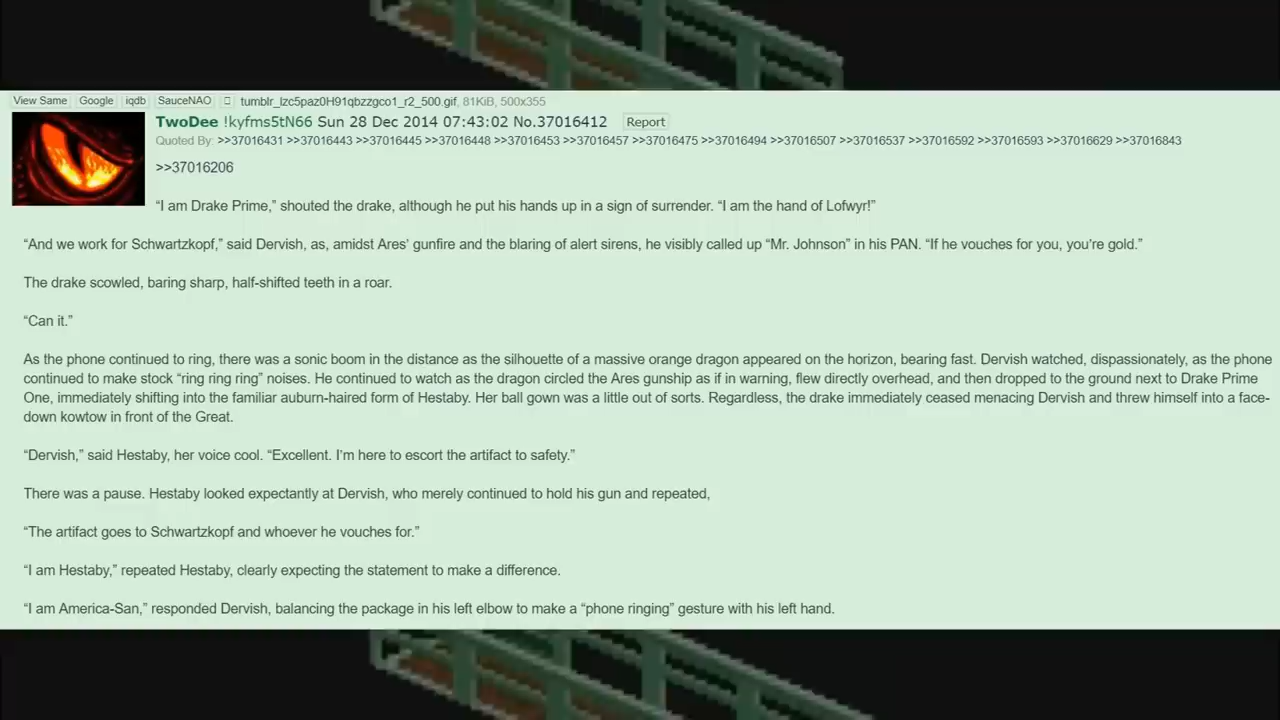 View Same Google iqdb SauceNAO tumblr_lzc5paz0H91qbzzgco1_r2_500.gif, 81KiB, 500x355
TwoDee !kyfms5tN66 Sun 28 Dec 2014 07:43:02 No.37016412 Report
Quoted By: >>37016431 >>37016443 >>37016445 >>37016448 >>37016453 >>37016457 >>37016475 >>37016494 >>37016507 >>37016537 >>37016592 >>37016593 >>37016629 >>37016843
>>37016206
“I am Drake Prime,” shouted the drake, although he put his hands up in a sign of surrender. “I am the hand of Lofwyr!”
“And we work for Schwartzkopf,” said Dervish, as, amidst Ares’ gunfire and the blaring of alert sirens, he visibly called up “Mr. Johnson” in his PAN. “If he vouches for you, you’re gold.”
The drake scowled, baring sharp, half-shifted teeth in a roar.
“Can it.”
As the phone continued to ring, there was a sonic boom in the distance as the silhouette of a massive orange dragon appeared on the horizon, bearing fast. Dervish watched, dispassionately, as the phone
continued to make stock “ring ring ring” noises. He continued to watch as the dragon circled the Ares gunship as if in warning, flew directly overhead, and then dropped to the ground next to Drake Prime
One, immediately shifting into the familiar auburn-haired form of Hestaby. Her ball gown was a little out of sorts. Regardless, the drake immediately ceased menacing Dervish and threw himself into a face-
down kowtow in front of the Great.
“Dervish,” said Hestaby, her voice cool. “Excellent. I’m here to escort the artifact to safety.”
There was a pause. Hestaby looked expectantly at Dervish, who merely continued to hold his gun and repeated,
“The artifact goes to Schwartzkopf and whoever he vouches for.”
“I am Hestaby,” repeated Hestaby, clearly expecting the statement to make a difference.
“I am America-San,” responded Dervish, balancing the package in his left elbow to make a “phone ringing” gesture with his left hand.